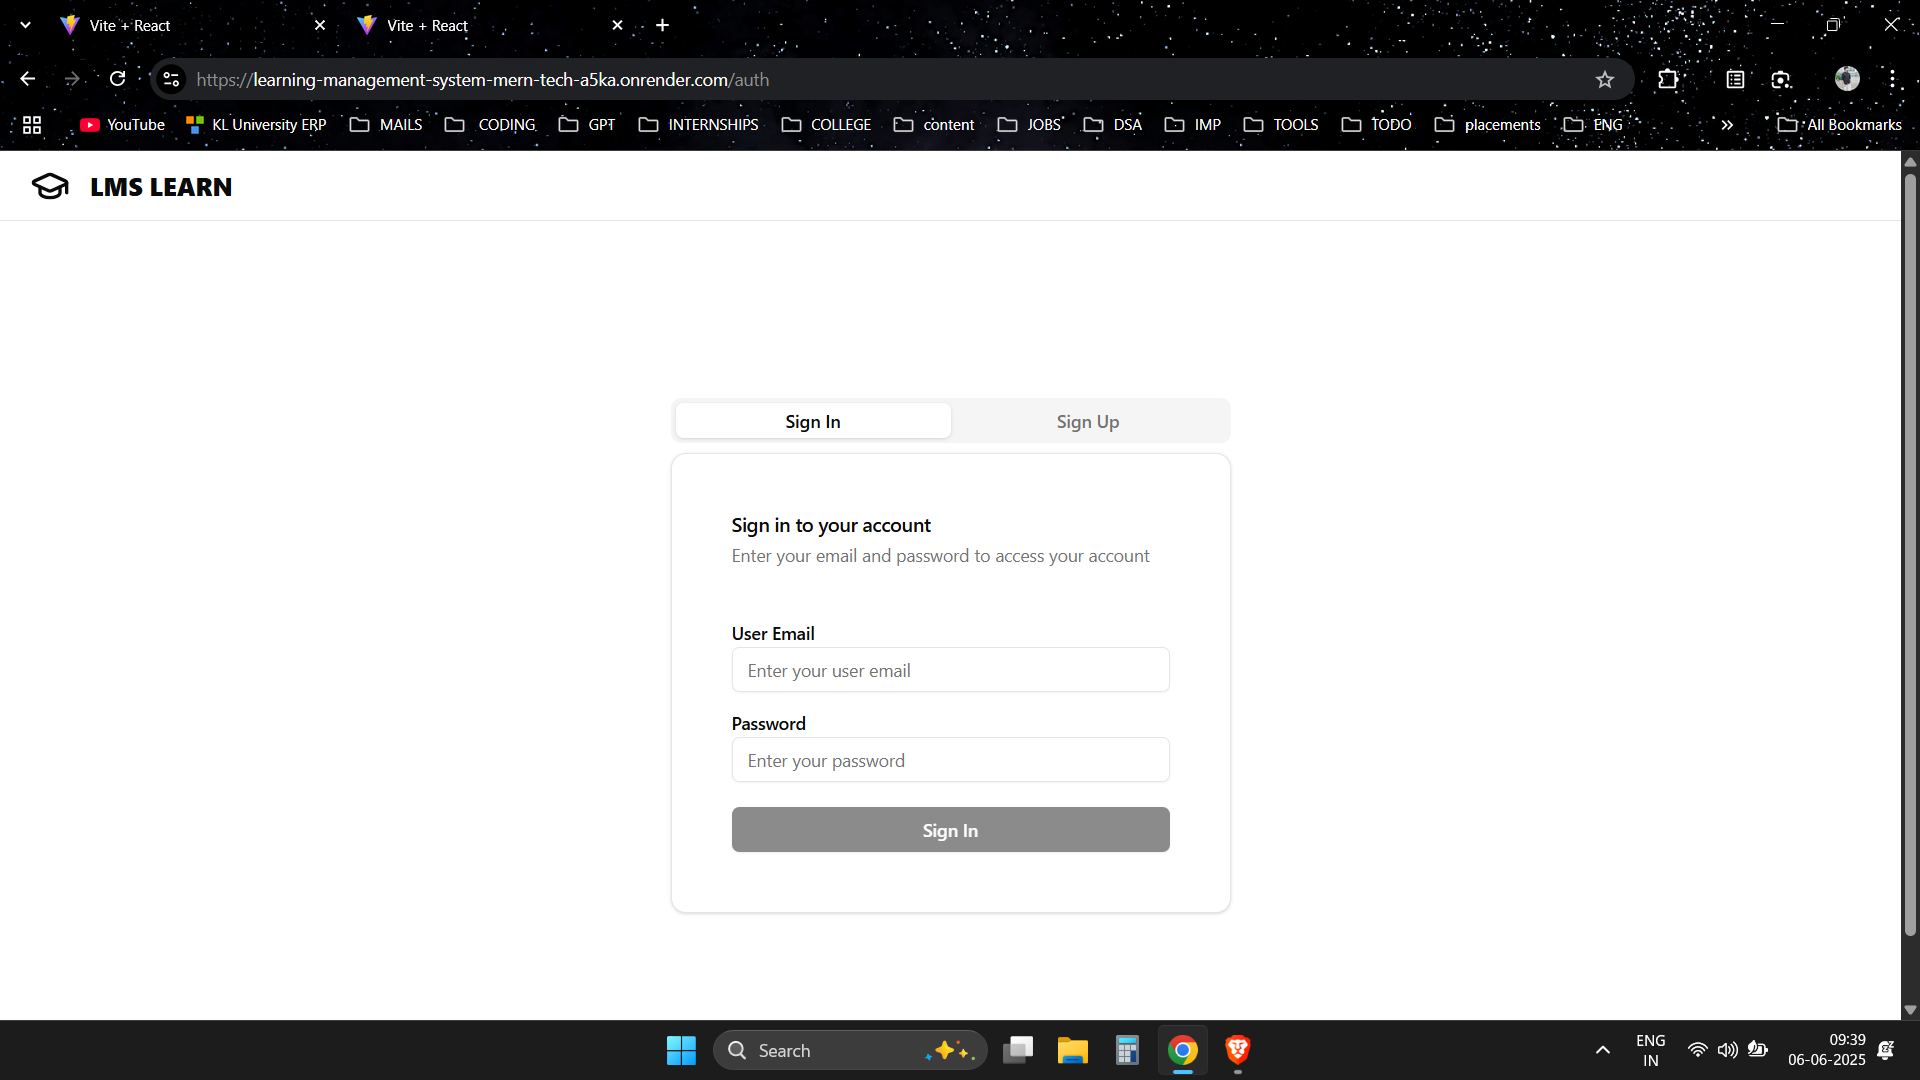 Vite + React
Vite + React
https://learning-management-system-mern-tech-a5ka.onrender.com/auth
YouTube KL University ERP MAILS CODING GPT INTERNSHIPS COLLEGE content JOBS DSA IMP TOOLS TODO placements ENG All Bookmarks
LMS LEARN
Sign In Sign Up
Sign in to your account
Enter your email and password to access your account
User Email
Enter your user email
Password
Enter your password
Sign In
Search
ENG
IN
09:39
06-06-2025